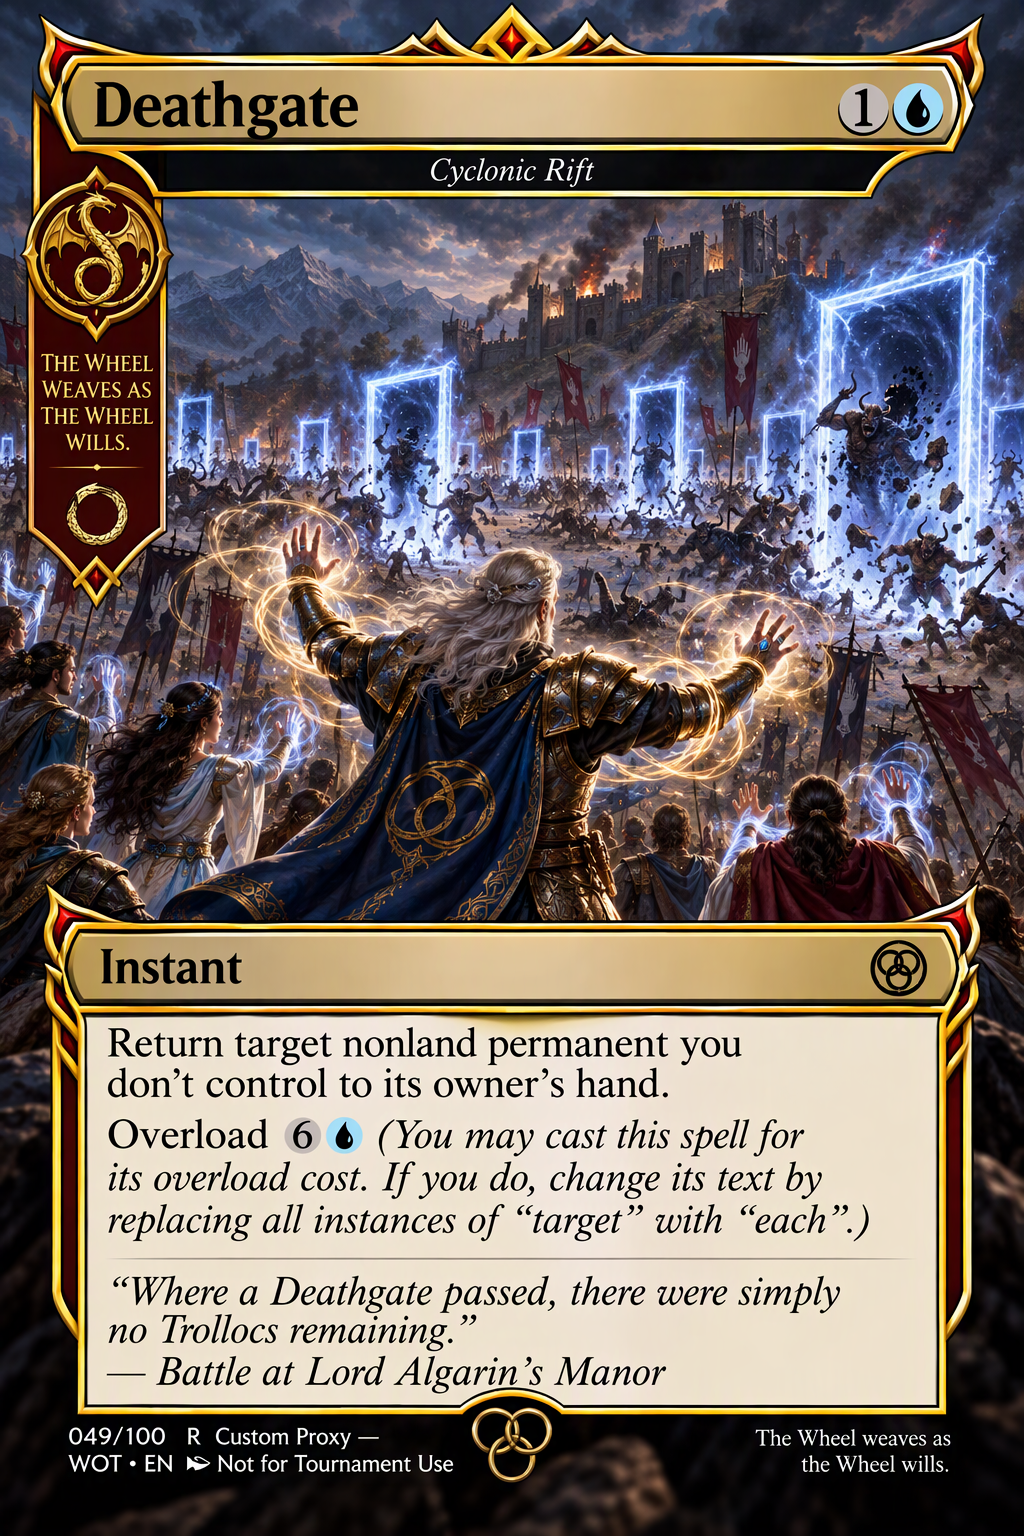 Deathgate 1
Cyclonic Rift
THE WHEEL
WEAVES AS
THE WHEEL
WILLS.
Instant
Return target nonland permanent you
don't control to its owner's hand.
Overload 6 (You may cast this spell for
its overload cost. If you do, change its text by
replacing all instances of “target” with “each”.)
“Where a Deathgate passed, there were simply
no Trollocs remaining.”
— Battle at Lord Algarin's Manor
049/100 R Custom Proxy —
WOT • EN Not for Tournament Use
The Wheel weaves as
the Wheel wills.